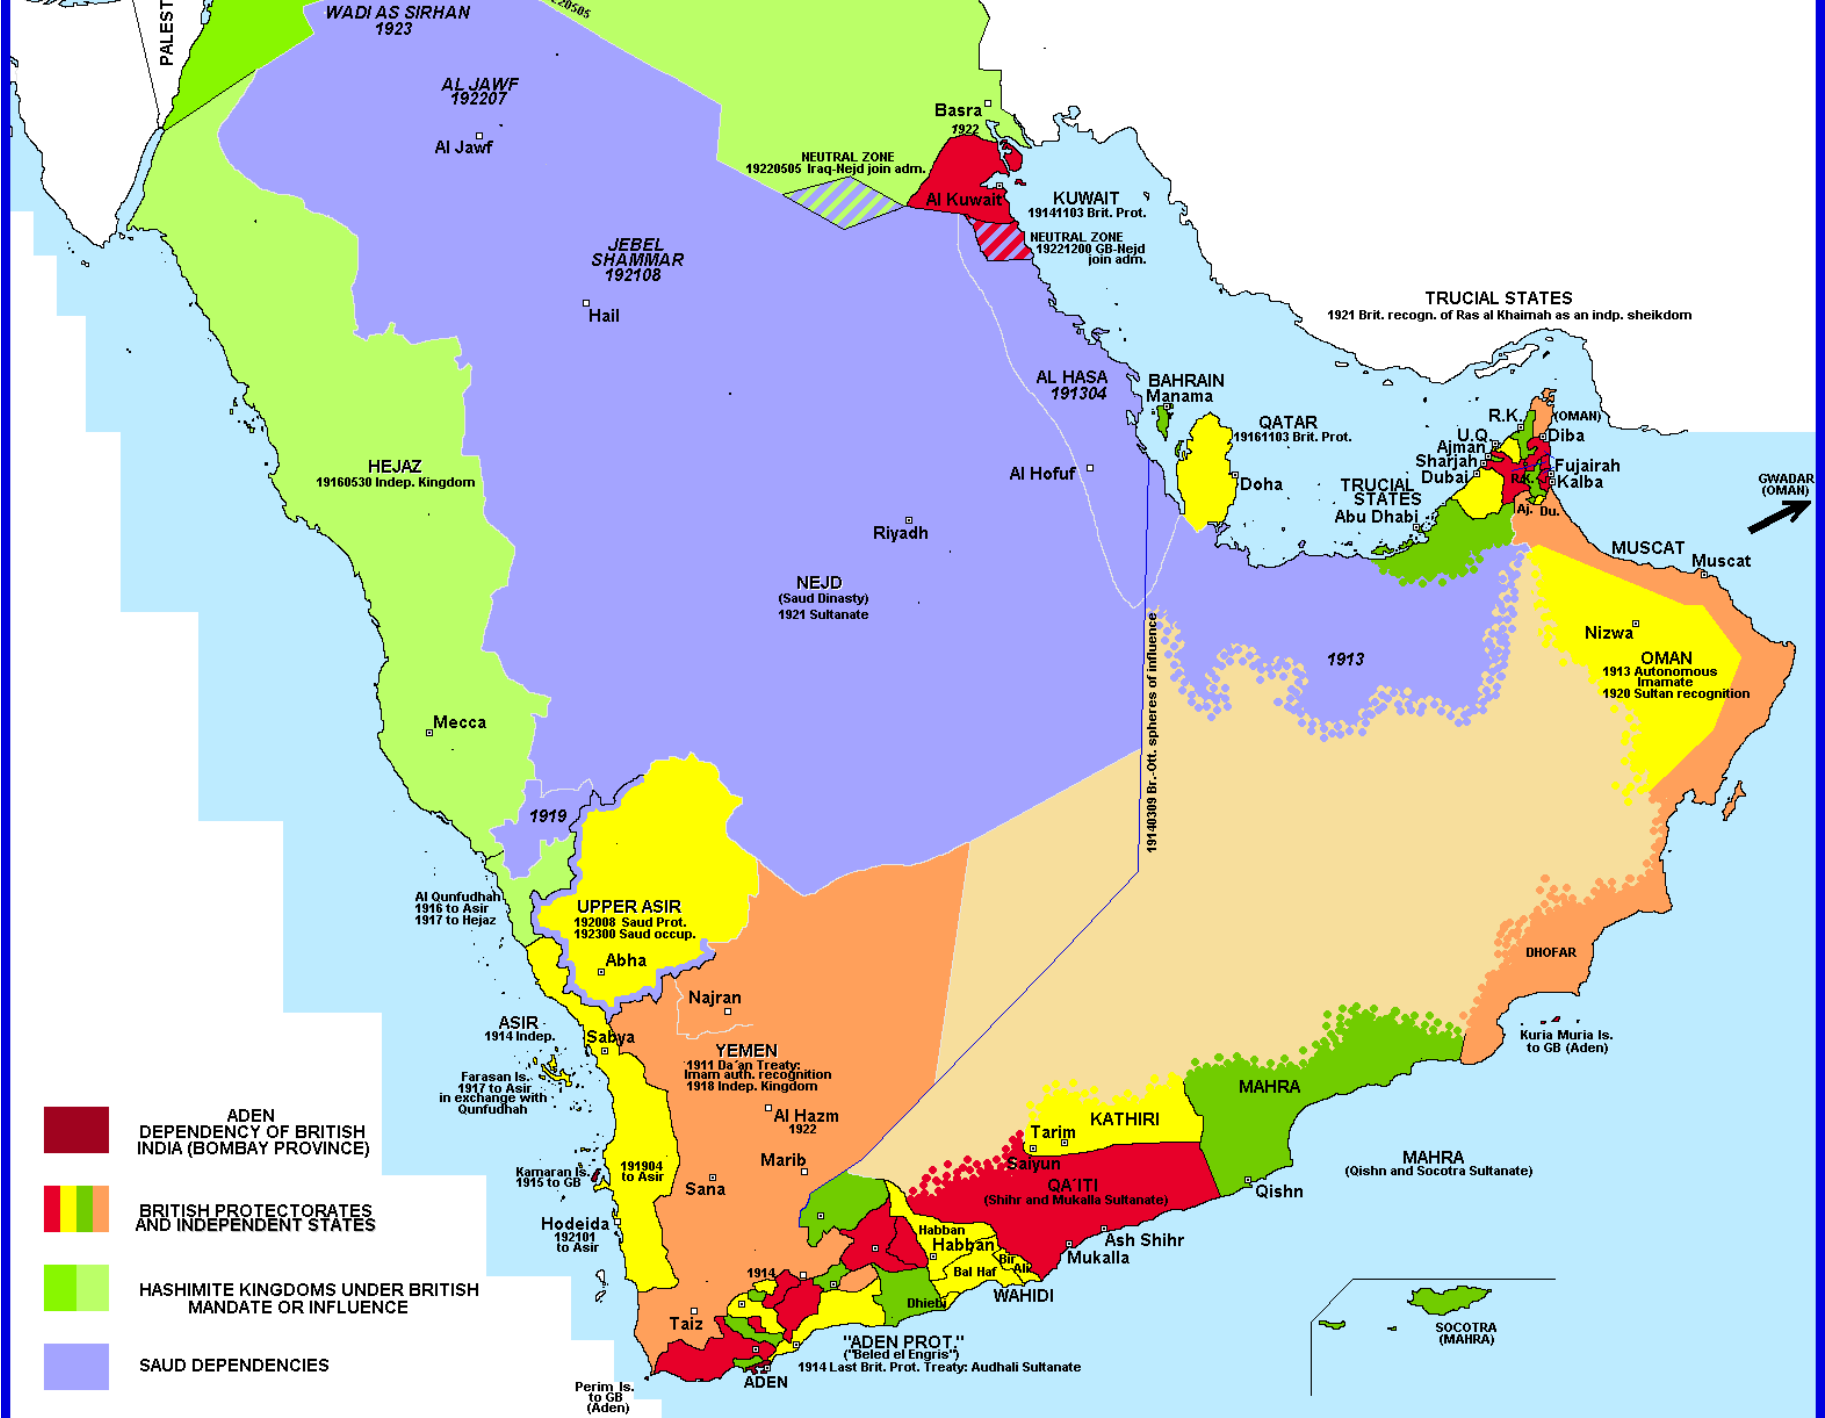 PALEST
WADI AS SIRHAN
1923
220505
AL JAWF
192207
Al Jawf
Basra
1922
NEUTRAL ZONE
19220505 Iraq-Nejd join adm.
Al Kuwait
KUWAIT
19141103 Brit. Prot.
NEUTRAL ZONE
19221200 GB-Nejd
join adm.
JEBEL
SHAMMAR
192108
Hail
TRUCIAL STATES
1921 Brit. recogn. of Ras al Khaimah as an indp. sheikdom
AL HASA
191304
BAHRAIN
Manama
QATAR
19161103 Brit. Prot.
Doha
R.K.
(OMAN)
U.Q.
Diba
Ajman
Sharjah
Dubai
Fujairah
Kalba
R.K.
Aj.
Du.
TRUCIAL
STATES
Abu Dhabi
GWADAR
(OMAN)
HEJAZ
19160530 Indep. Kingdom
Al Hofuf
Riyadh
NEJD
(Saud Dinasty)
1921 Sultanate
MUSCAT
Muscat
Nizwa
OMAN
1913 Autonomous
Imamate
1920 Sultan recognition
1913
19140309 Br.-Ott. spheres of influence
Mecca
1919
Al Qunfudhah
1916 to Asir
1917 to Hejaz
UPPER ASIR
192008 Saud Prot.
192300 Saud occup.
Abha
Najran
DHOFAR
ASIR
1914 Indep.
Sabya
Kuria Muria Is.
to GB (Aden)
YEMEN
1911 Da´an Treaty:
Imam auth. recognition
1918 Indep. Kingdom
Farasan Is.
1917 to Asir
in exchange with
Qunfudhah
Al Hazm
1922
MAHRA
KATHIRI
Tarim
Saiyun
MAHRA
(Qishn and Socotra Sultanate)
Marib
Kamaran Is.
1915 to GB
191904
to Asir
Sana
QA´ITI
(Shihr and Mukalla Sultanate)
Qishn
Hodeida
192101
to Asir
Ash Shihr
Mukalla
Habban
Habban
Bir
Ali
Bal Haf
WAHIDI
1914
Dhiebi
Taiz
"ADEN PROT."
("Beled el Engris")
1914 Last Brit. Prot. Treaty: Audhali Sultanate
ADEN
Perim Is.
to GB
(Aden)
SOCOTRA
(MAHRA)
ADEN
DEPENDENCY OF BRITISH
INDIA (BOMBAY PROVINCE)
BRITISH PROTECTORATES
AND INDEPENDENT STATES
HASHIMITE KINGDOMS UNDER BRITISH
MANDATE OR INFLUENCE
SAUD DEPENDENCIES